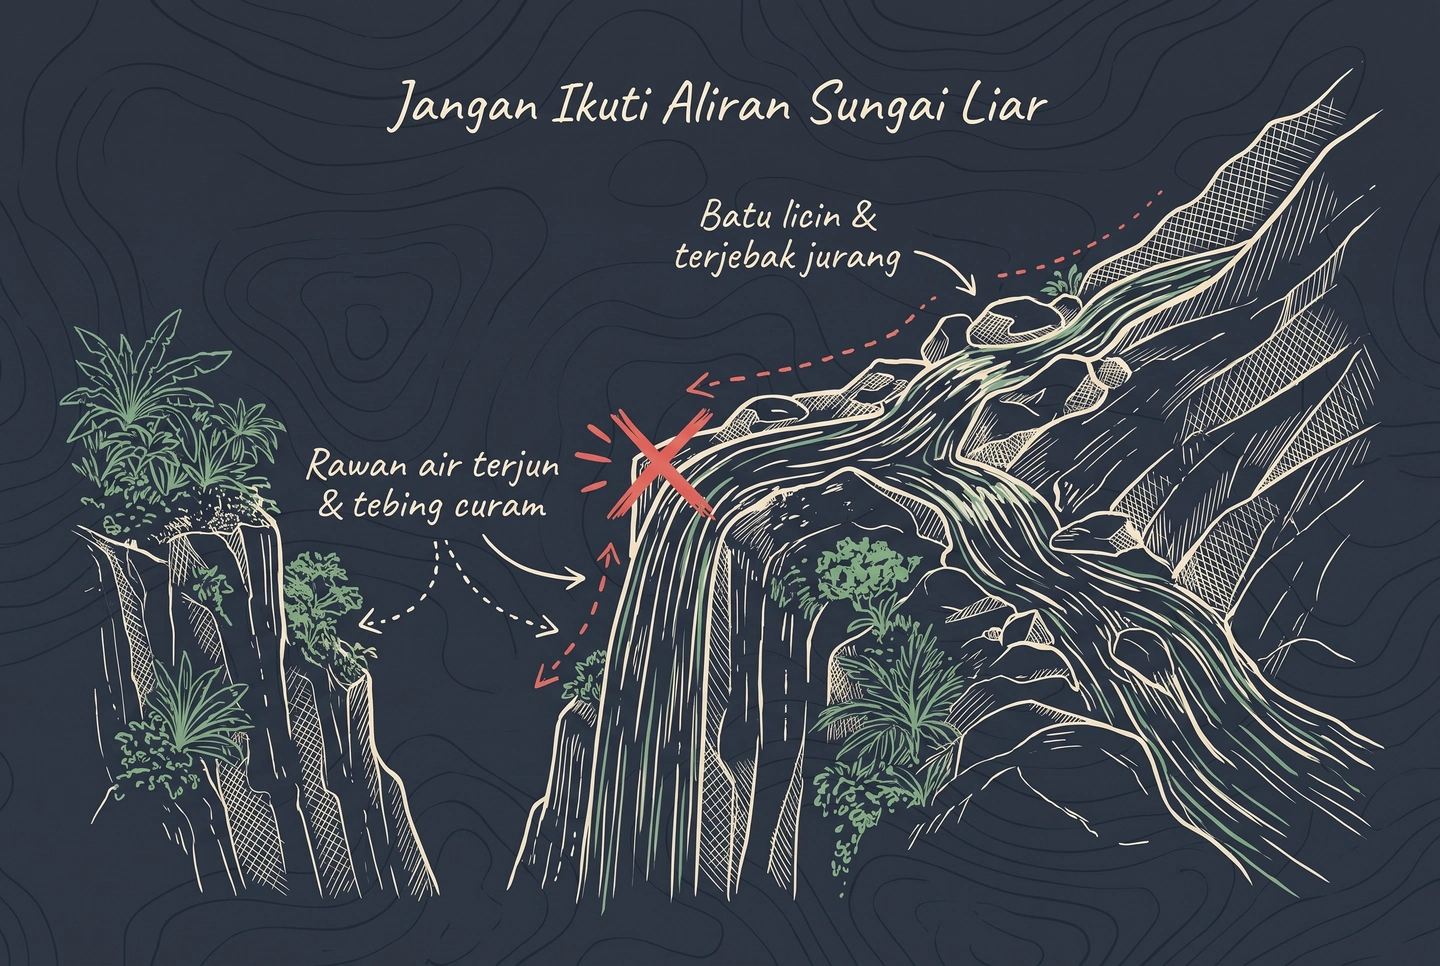 Jangan Ikuti Aliran Sungai Liar
Batu licin &
terjebak jurang
Rawan air terjun
& tebing curam